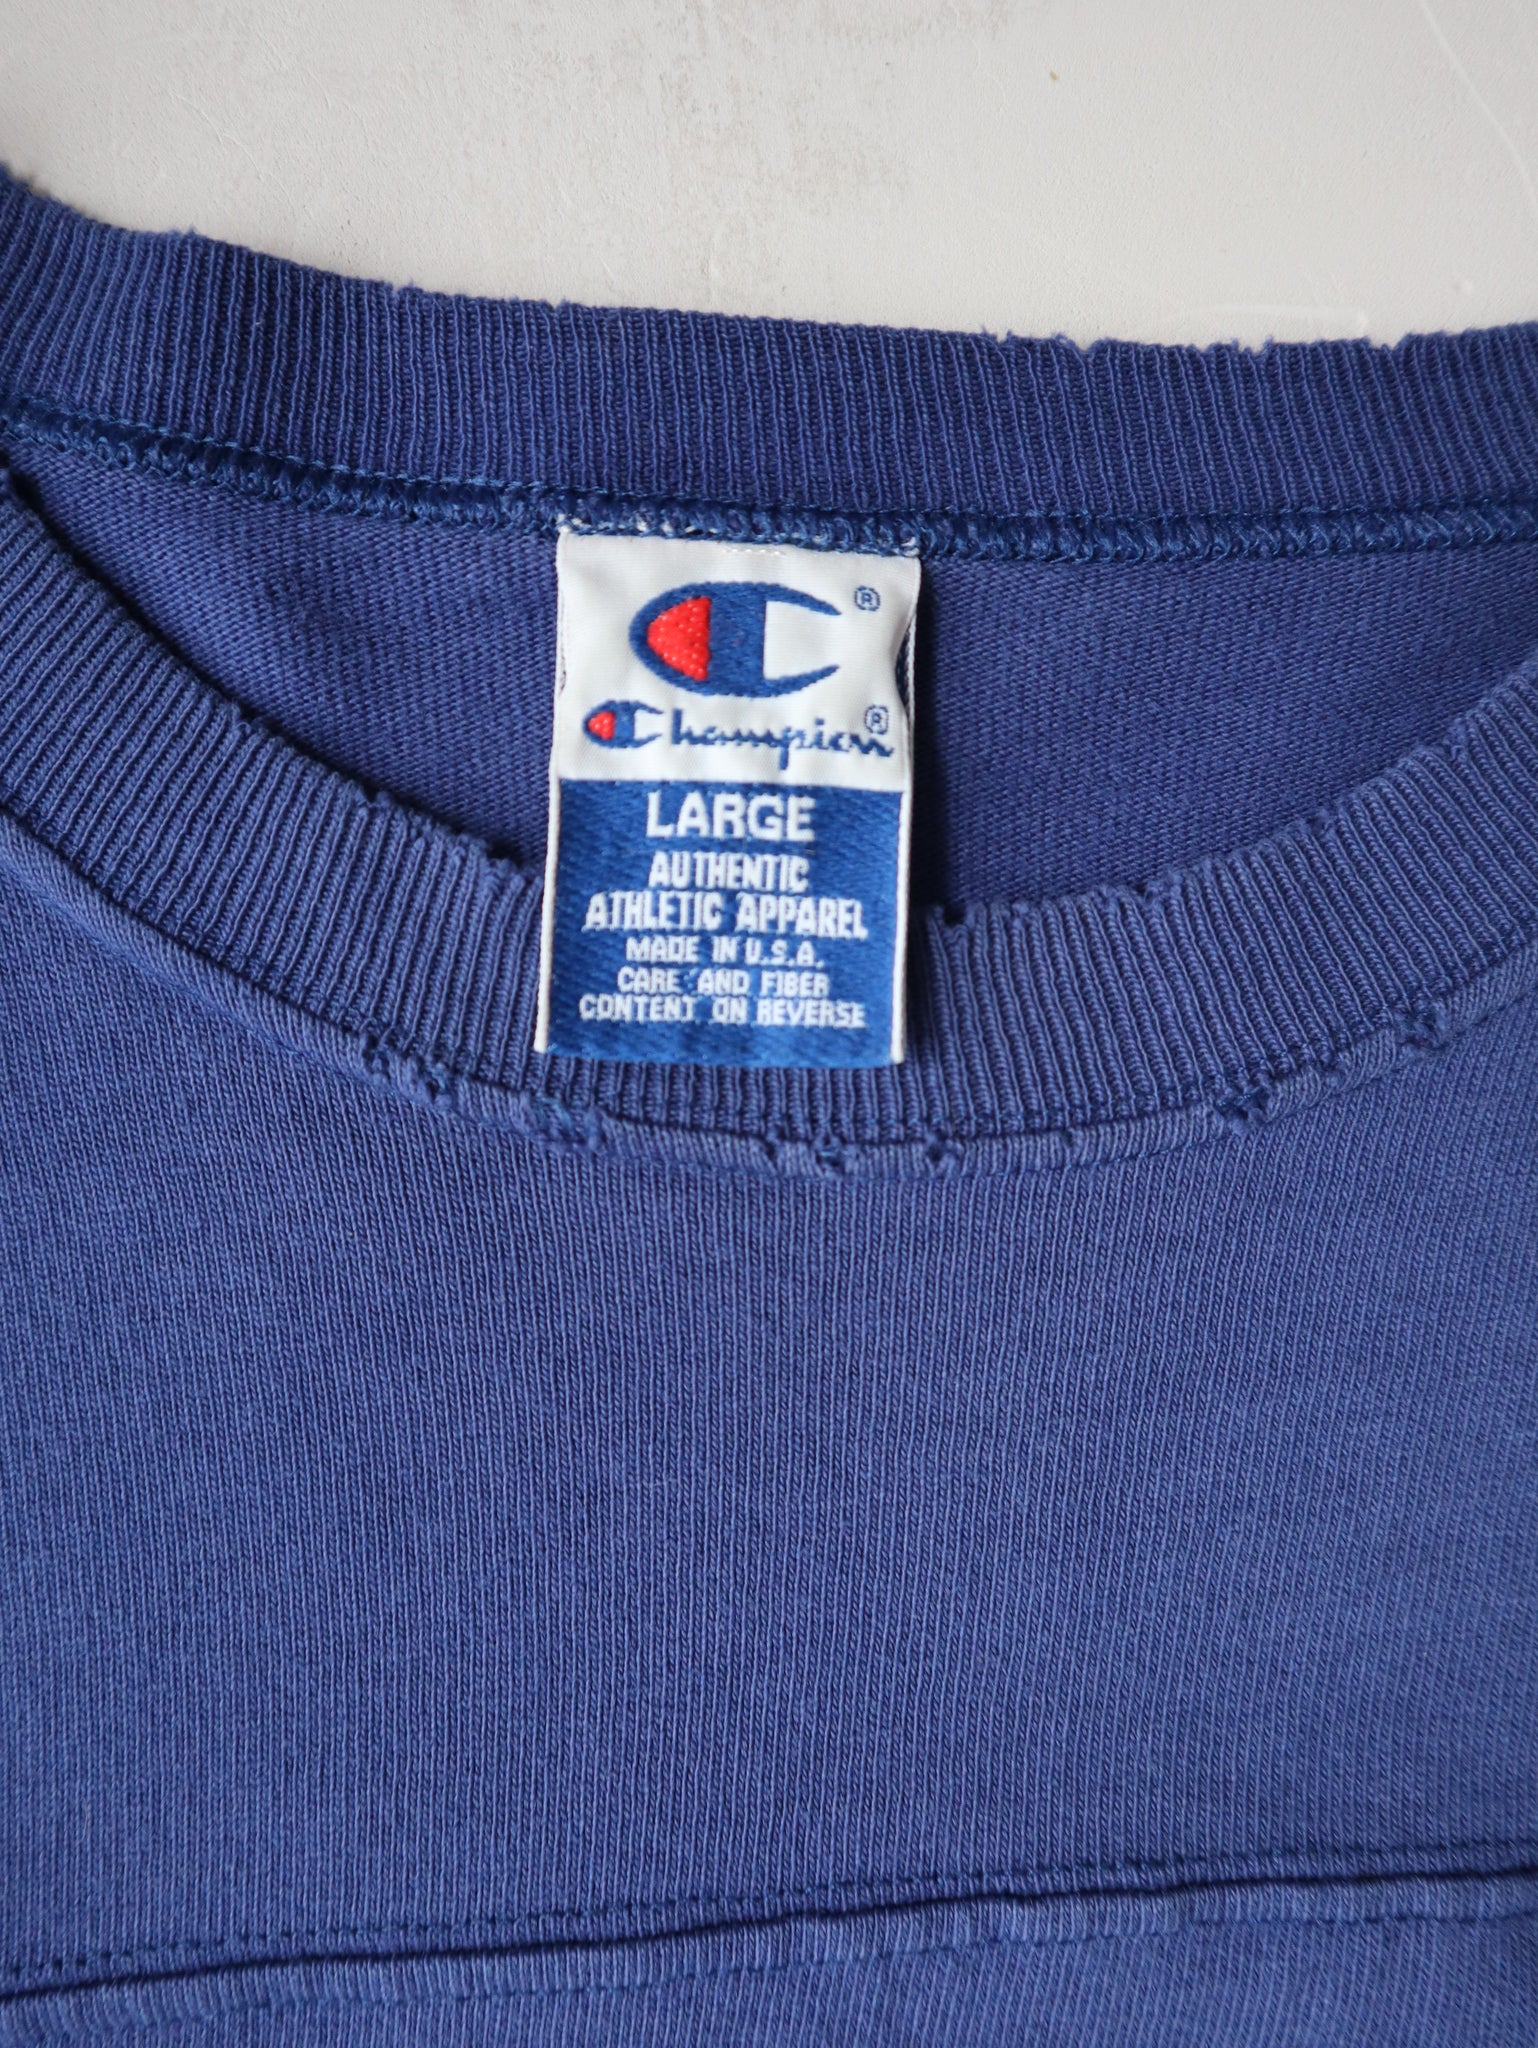 ®
Champion®
LARGE
AUTHENTIC
ATHLETIC APPAREL
MADE IN U.S.A.
CARE AND FIBER
CONTENT ON REVERSE